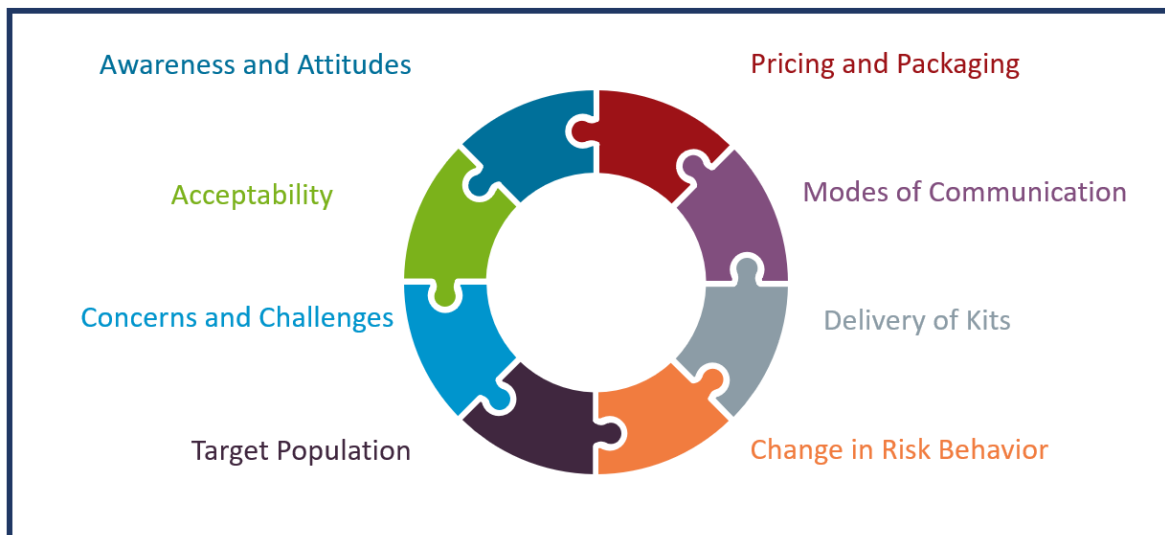 Awareness and Attitudes
Pricing and Packaging
Acceptability
Modes of Communication
Concerns and Challenges
Delivery of Kits
Target Population
Change in Risk Behavior